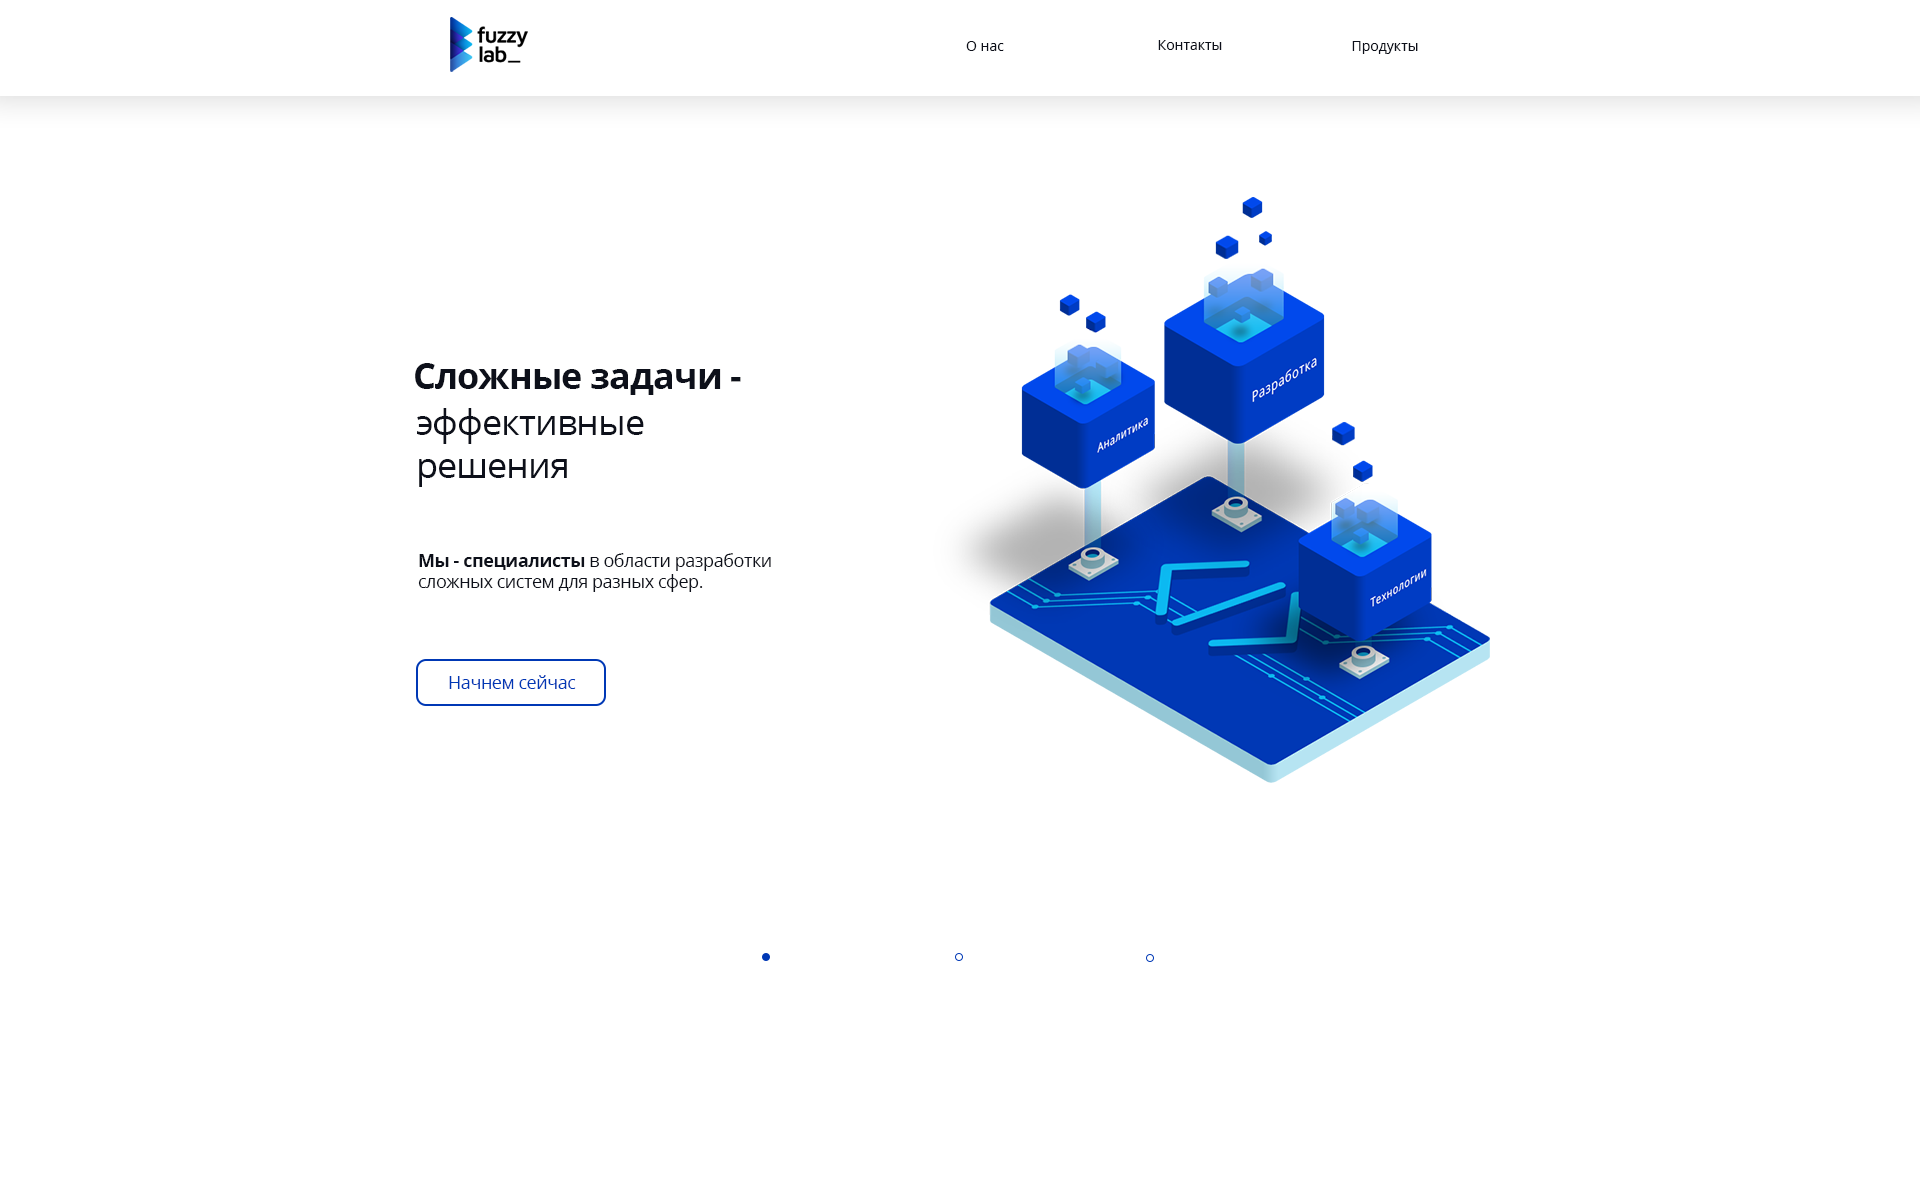 fuzzy
lab_
О нас
Контакты
Продукты
Сложные задачи -
эффективные
решения
Мы - специалисты в области разработки
сложных систем для разных сфер.
Начнем сейчас
Разработка
Аналитика
Технологии